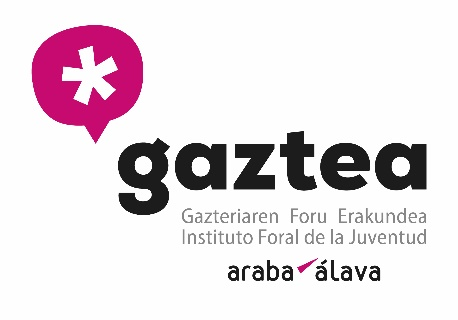 gaztea
Gazteriaren Foru Erakundea
Instituto Foral de la Juventud
araba álava